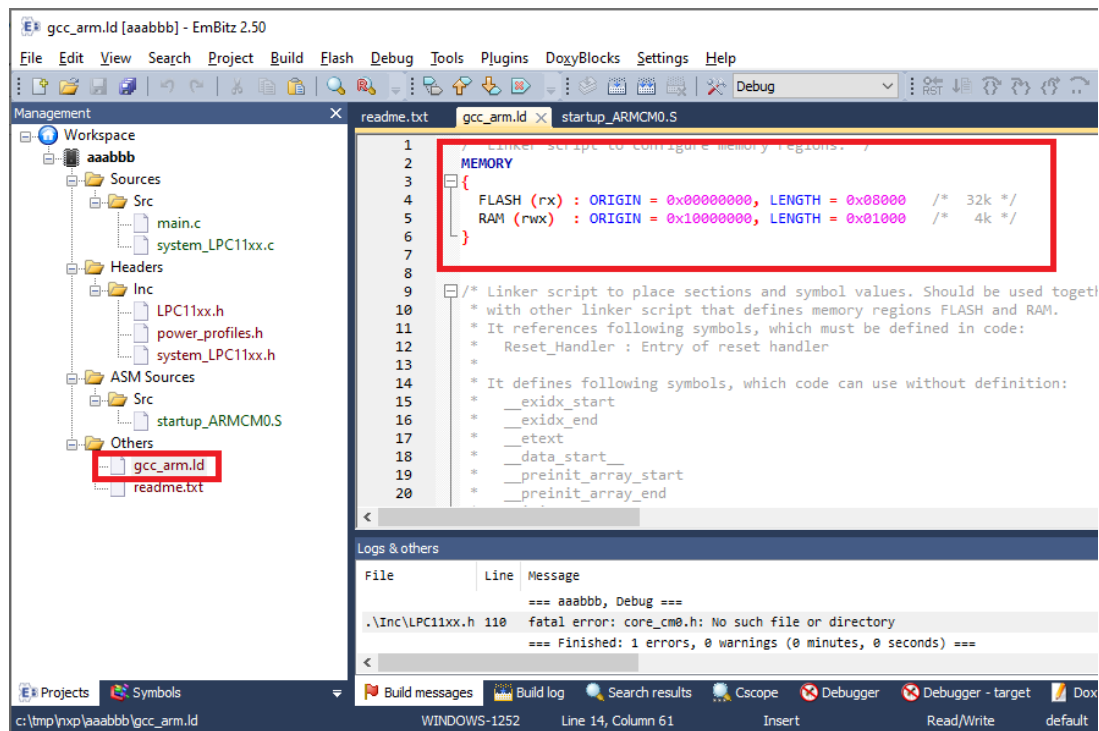 gcc_arm.ld [aaabbb] - EmBitz 2.50
File Edit View Search Project Build Flash Debug Tools Plugins DoxyBlocks Settings Help
Debug
RST
Management
Workspace
aaabbb
Sources
Src
main.c
system_LPC11xx.c
Headers
Inc
LPC11xx.h
power_profiles.h
system_LPC11xx.h
ASM Sources
Src
startup_ARMCM0.S
Others
gcc_arm.ld
readme.txt
Projects Symbols
readme.txt gcc_arm.ld startup_ARMCM0.S
1 /* Linker script to configure memory regions. */
2 MEMORY
3 {
4 FLASH (rx) : ORIGIN = 0x00000000, LENGTH = 0x08000 /* 32k */
5 RAM (rwx) : ORIGIN = 0x10000000, LENGTH = 0x01000 /* 4k */
6 }
7
8
9 /* Linker script to place sections and symbol values. Should be used togeth
10 * with other linker script that defines memory regions FLASH and RAM.
11 * It references following symbols, which must be defined in code:
12 * Reset_Handler : Entry of reset handler
13 *
14 * It defines following symbols, which code can use without definition:
15 * __exidx_start
16 * __exidx_end
17 * __etext
18 * __data_start__
19 * __preinit_array_start
20 * __preinit_array_end
Logs & others
File Line Message
=== aaabbb, Debug ===
.\Inc\LPC11xx.h 110 fatal error: core_cm0.h: No such file or directory
=== Finished: 1 errors, 0 warnings (0 minutes, 0 seconds) ===
Build messages Build log Search results Cscope Debugger Debugger - target Dox
c:\tmp\nxp\aaabbb\gcc_arm.ld WINDOWS-1252 Line 14, Column 61 Insert Read/Write default